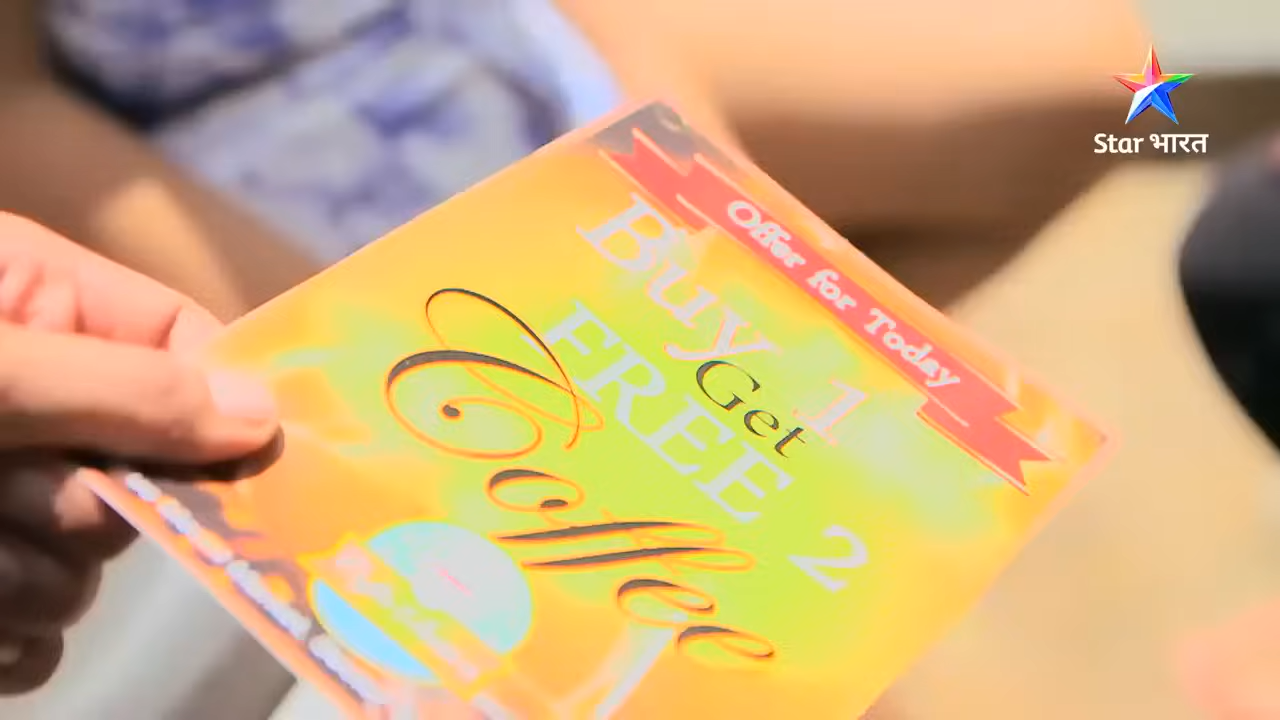 Star भारत
Offer for Today
Buy 1
Get
FREE 2
Coffee